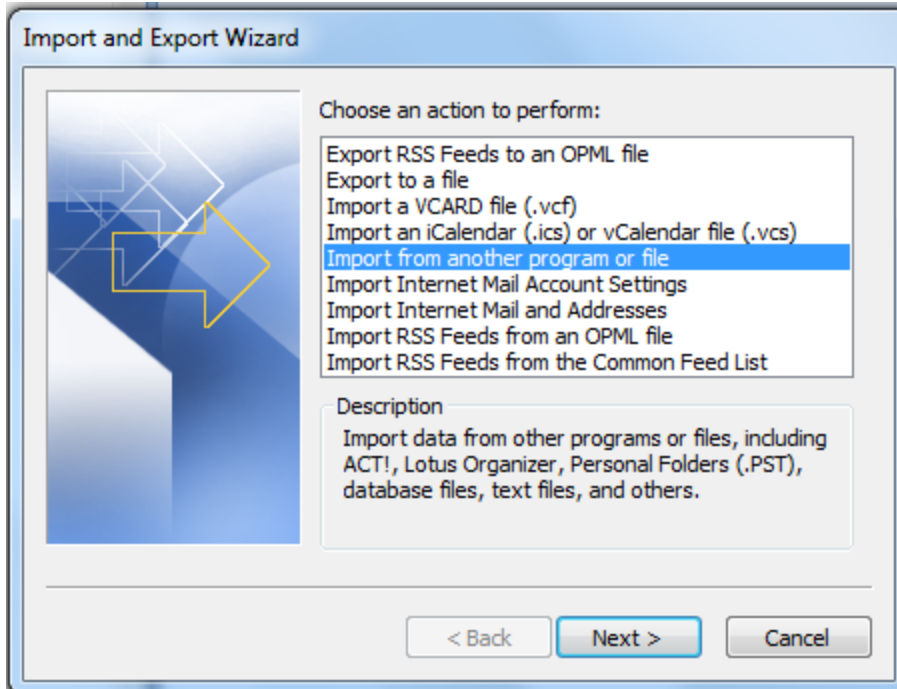 Import and Export Wizard
Choose an action to perform:
Export RSS Feeds to an OPML file
Export to a file
Import a VCARD file (.vcf)
Import an iCalendar (.ics) or vCalendar file (.vcs)
Import from another program or file
Import Internet Mail Account Settings
Import Internet Mail and Addresses
Import RSS Feeds from an OPML file
Import RSS Feeds from the Common Feed List
Description
Import data from other programs or files, including
ACT!, Lotus Organizer, Personal Folders (.PST),
database files, text files, and others.
< Back Next > Cancel